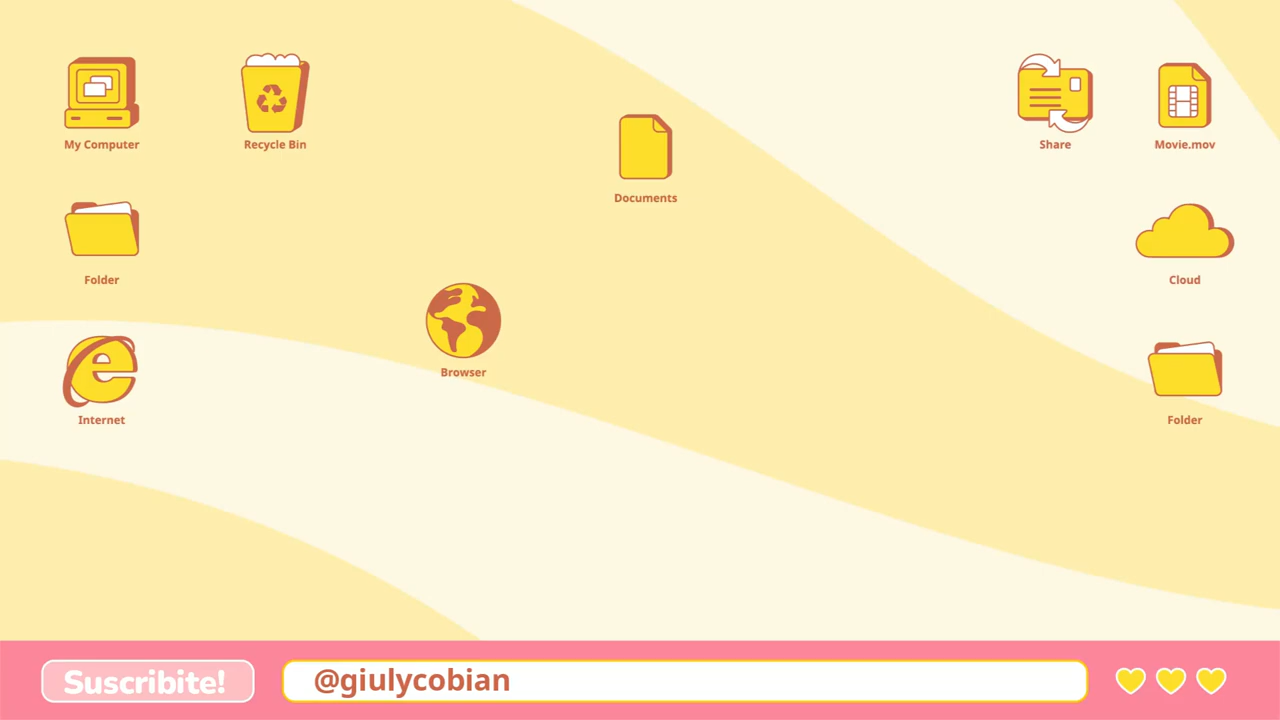 My Computer
Recycle Bin
Documents
Share
Movie.mov
Folder
Cloud
Browser
Internet
Folder
Suscribite!
@giulycobian